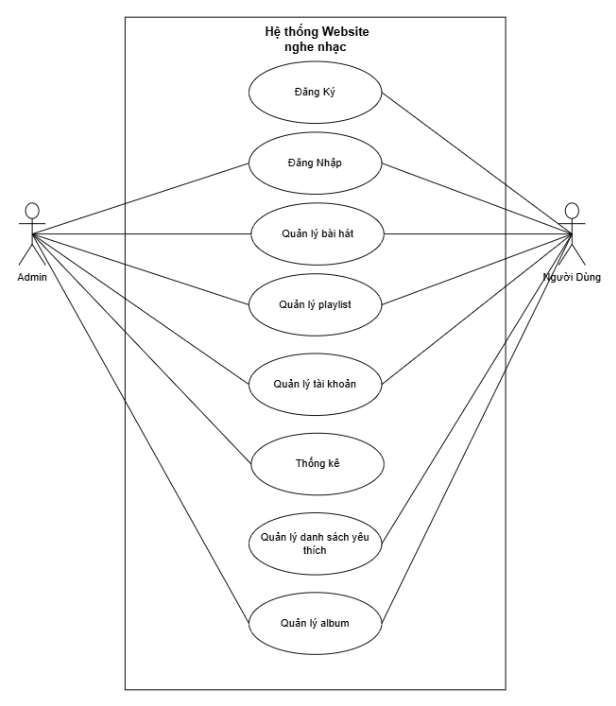 Hệ thống Website
nghe nhạc
Đăng Ký
Đăng Nhập
Quản lý bài hát
Admin
Người Dùng
Quản lý playlist
Quản lý tài khoản
Thống kê
Quản lý danh sách yêu
thích
Quản lý album